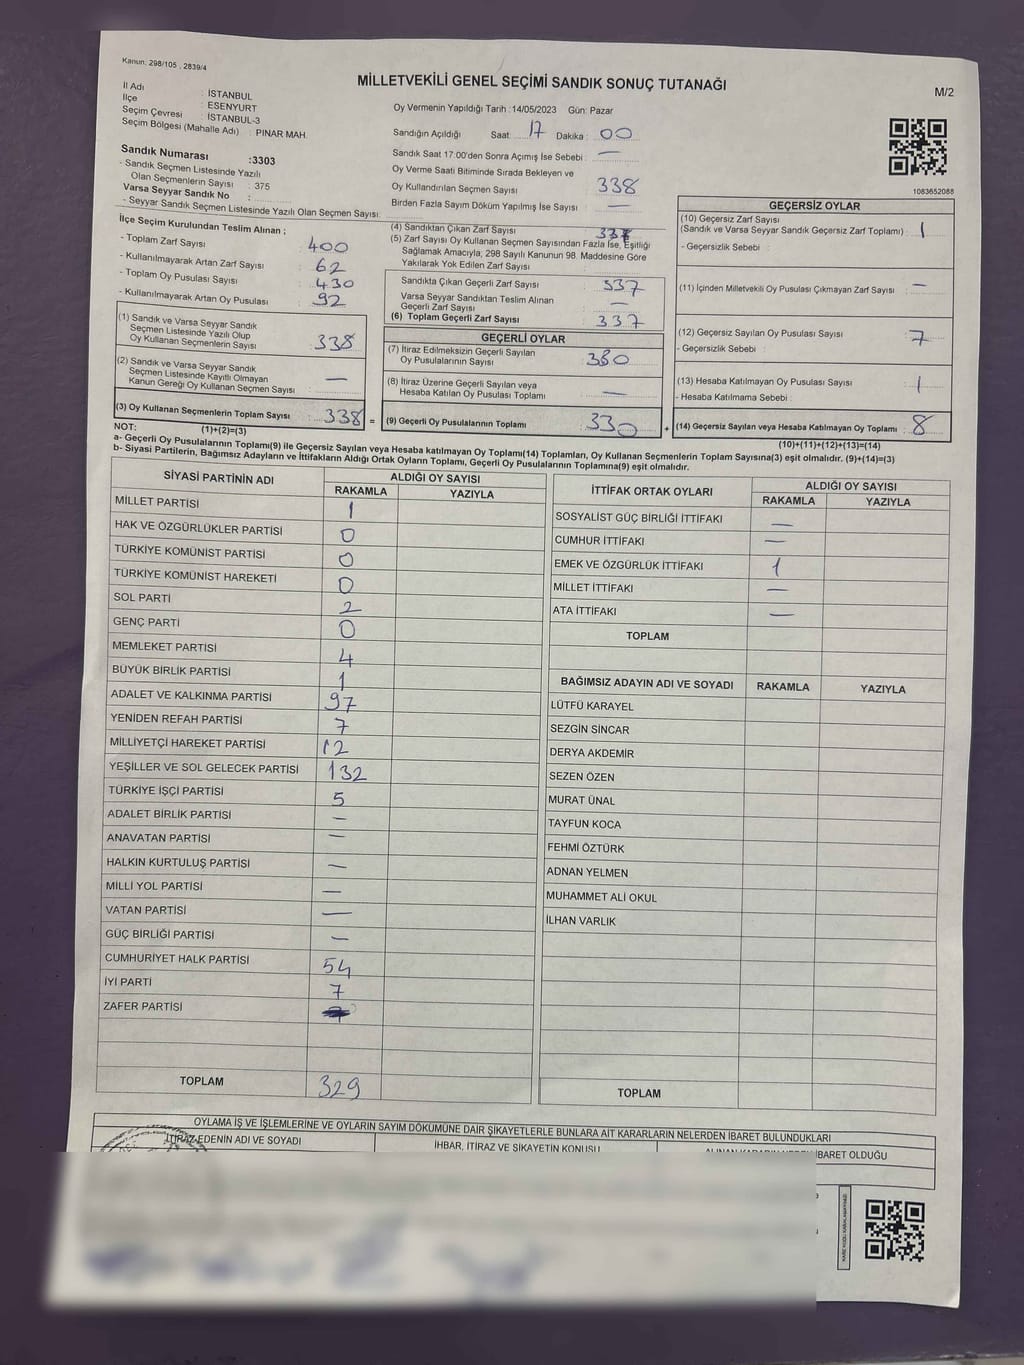 Kanun: 298/105 , 2839/4
MİLLETVEKİLİ GENEL SEÇİMİ SANDIK SONUÇ TUTANAĞI
M/2
İl Adı : İSTANBUL
İlçe : ESENYURT
Seçim Çevresi : İSTANBUL-3
Seçim Bölgesi (Mahalle Adı) : PINAR MAH.
Sandık Numarası :3303
- Sandık Seçmen Listesinde Yazılı
Olan Seçmenlerin Sayısı : 375
Varsa Seyyar Sandık No :
- Seyyar Sandık Seçmen Listesinde Yazılı Olan Seçmen Sayısı:
Oy Vermenin Yapıldığı Tarih :14/05/2023 Gün: Pazar
Sandığın Açıldığı Saat 17 Dakika : 00
Sandık Saat 17:00'den Sonra Açımış İse Sebebi : —
Oy Verme Saati Bitiminde Sırada Bekleyen ve
Oy Kullandırılan Seçmen Sayısı : 338
Birden Fazla Sayım Döküm Yapılmış İse Sayısı : —
1083652088
İlçe Seçim Kurulundan Teslim Alınan ;
- Toplam Zarf Sayısı : 400
- Kullanılmayarak Artan Zarf Sayısı : 62
- Toplam Oy Pusulası Sayısı : 430
- Kullanılmayarak Artan Oy Pusulası : 92
(1) Sandık ve Varsa Seyyar Sandık
Seçmen Listesinde Yazılı Olup
Oy Kullanan Seçmenlerin Sayısı : 338
(2) Sandık ve Varsa Seyyar Sandık
Seçmen Listesinde Kayıtlı Olmayan
Kanun Gereği Oy Kullanan Seçmen Sayısı : —
(3) Oy Kullanan Seçmenlerin Toplam Sayısı : 338 =
(4) Sandıktan Çıkan Zarf Sayısı : 337
(5) Zarf Sayısı Oy Kullanan Seçmen Sayısından Fazla İse, Eşitliği
Sağlamak Amacıyla, 298 Sayılı Kanunun 98. Maddesine Göre
Yakılarak Yok Edilen Zarf Sayısı :
Sandıkta Çıkan Geçerli Zarf Sayısı : 337
Varsa Seyyar Sandıktan Teslim Alınan
Geçerli Zarf Sayısı : —
(6) Toplam Geçerli Zarf Sayısı : 337
GEÇERLİ OYLAR
(7) İtiraz Edilmeksizin Geçerli Sayılan
Oy Pusulalarının Sayısı : 330
(8) İtiraz Üzerine Geçerli Sayılan veya
Hesaba Katılan Oy Pusulası Toplamı : —
(9) Geçerli Oy Pusulalarının Toplamı : 330 +
GEÇERSİZ OYLAR
(10) Geçersiz Zarf Sayısı
(Sandık ve Varsa Seyyar Sandık Geçersiz Zarf Toplamı) : 1
- Geçersizlik Sebebi :
(11) İçinden Milletvekili Oy Pusulası Çıkmayan Zarf Sayısı : —
(12) Geçersiz Sayılan Oy Pusulası Sayısı : 7
- Geçersizlik Sebebi :
(13) Hesaba Katılmayan Oy Pusulası Sayısı : 1
- Hesaba Katılmama Sebebi :
(14) Geçersiz Sayılan veya Hesaba Katılmayan Oy Toplamı : 8
NOT: (1)+(2)=(3)
(10)+(11)+(12)+(13)=(14)
a- Geçerli Oy Pusulalarının Toplamı(9) ile Geçersiz Sayılan veya Hesaba katılmayan Oy Toplamı(14) Toplamları, Oy Kullanan Seçmenlerin Toplam Sayısına(3) eşit olmalıdır. (9)+(14)=(3)
b- Siyasi Partilerin, Bağımsız Adayların ve İttifakların Aldığı Ortak Oyların Toplamı, Geçerli Oy Pusulalarının Toplamına(9) eşit olmalıdır.
SİYASİ PARTİNİN ADI ALDIĞI OY SAYISI
RAKAMLA YAZIYLA
MİLLET PARTİSİ 1
HAK VE ÖZGÜRLÜKLER PARTİSİ 0
TÜRKİYE KOMÜNİST PARTİSİ 0
TÜRKİYE KOMÜNİST HAREKETİ 0
SOL PARTİ 2
GENÇ PARTİ 0
MEMLEKET PARTİSİ 4
BÜYÜK BİRLİK PARTİSİ 1
ADALET VE KALKINMA PARTİSİ 97
YENİDEN REFAH PARTİSİ 7
MİLLİYETÇİ HAREKET PARTİSİ 12
YEŞİLLER VE SOL GELECEK PARTİSİ 132
TÜRKİYE İŞÇİ PARTİSİ 5
ADALET BİRLİK PARTİSİ —
ANAVATAN PARTİSİ —
HALKIN KURTULUŞ PARTİSİ —
MİLLİ YOL PARTİSİ —
VATAN PARTİSİ —
GÜÇ BİRLİĞİ PARTİSİ —
CUMHURİYET HALK PARTİSİ 54
İYİ PARTİ 7
ZAFER PARTİSİ
TOPLAM 329
İTTİFAK ORTAK OYLARI ALDIĞI OY SAYISI
RAKAMLA YAZIYLA
SOSYALİST GÜÇ BİRLİĞİ İTTİFAKI —
CUMHUR İTTİFAKI —
EMEK VE ÖZGÜRLÜK İTTİFAKI 1
MİLLET İTTİFAKI —
ATA İTTİFAKI —
TOPLAM
BAĞIMSIZ ADAYIN ADI VE SOYADI RAKAMLA YAZIYLA
LÜTFÜ KARAYEL
SEZGİN SİNCAR
DERYA AKDEMİR
SEZEN ÖZEN
MURAT ÜNAL
TAYFUN KOCA
FEHMİ ÖZTÜRK
ADNAN YELMEN
MUHAMMET ALİ OKUL
İLHAN VARLIK
TOPLAM
OYLAMA İŞ VE İŞLEMLERİNE VE OYLARIN SAYIM DÖKÜMÜNE DAİR ŞİKAYETLERLE BUNLARA AİT KARARLARIN NELERDEN İBARET BULUNDUKLARI
İTİRAZ EDENİN ADI VE SOYADI
İHBAR, İTİRAZ VE ŞİKAYETİN KONUSU
İBARET OLDUĞU